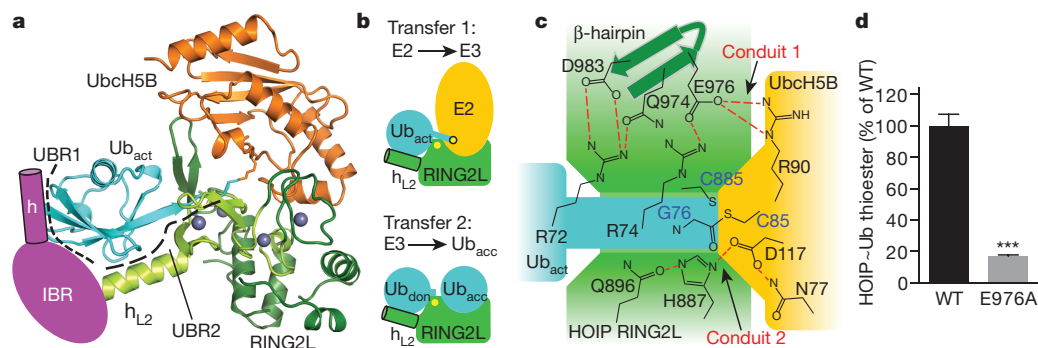 a
UbcH5B
UBR1
Ub act
h
IBR
h L2
UBR2
RING2L
b
Transfer 1:
E2 → E3
E2
Ub act
h L2
RING2L
Transfer 2:
E3 → Ub acc
Ub don
Ub acc
h L2
RING2L
c
β-hairpin
D983
Q974
E976
Conduit 1
UbcH5B
O
O
O
N
O
O
N
NH
N
N
N
N
N
R90
C885
S
G76
S
C85
R72
R74
N
O
Ub act
O
D117
O
N
O
N
N
O
N
N77
Q896
H887
HOIP RING2L
Conduit 2
d
HOIP~Ub thioester (% of WT)
120
100
80
60
40
20
0
***
WT
E976A